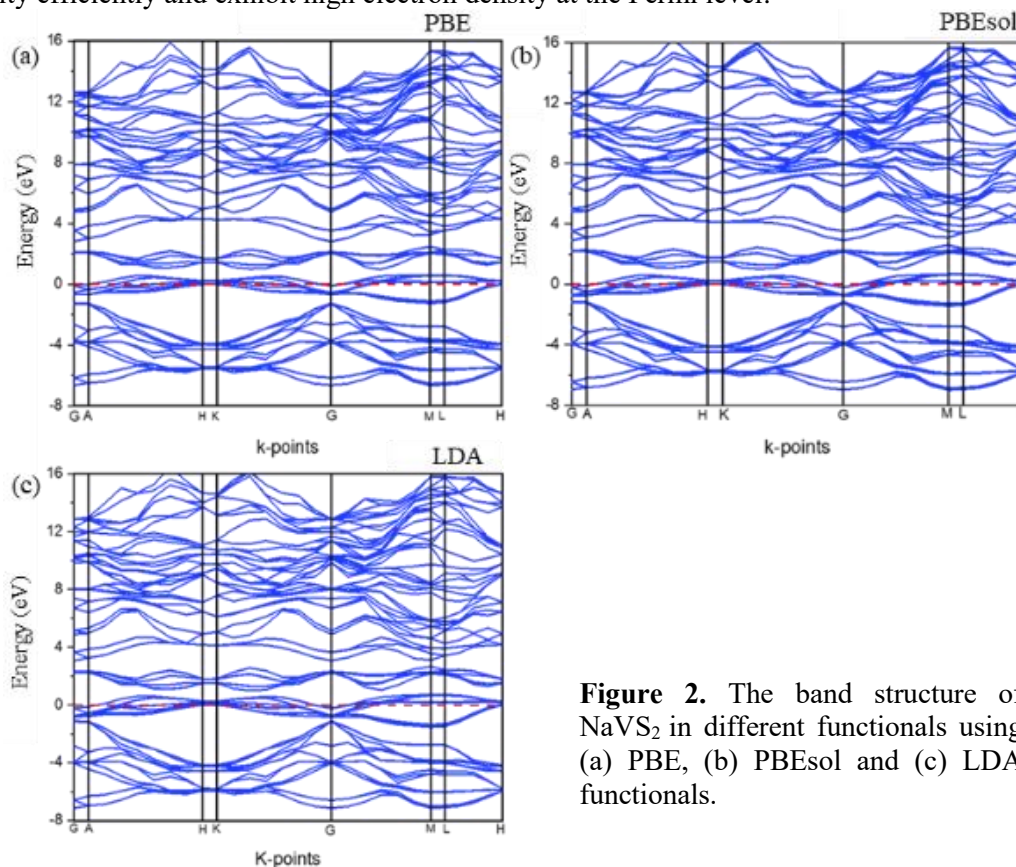 ity efficiently and exhibit high electron density at the Fermi level.
PBE
PBEsol
(a)
(b)
16
12
8
4
0
-4
-8
Energy (eV)
G A H K G M L H
k-points
16
12
8
4
0
-4
-8
Energy (eV)
G A H K G M L H
k-points
LDA
(c)
16
12
8
4
0
-4
-8
Energy (eV)
G A H K G M L H
K-points
Figure 2. The band structure of
NaVS₂ in different functionals using
(a) PBE, (b) PBEsol and (c) LDA
functionals.